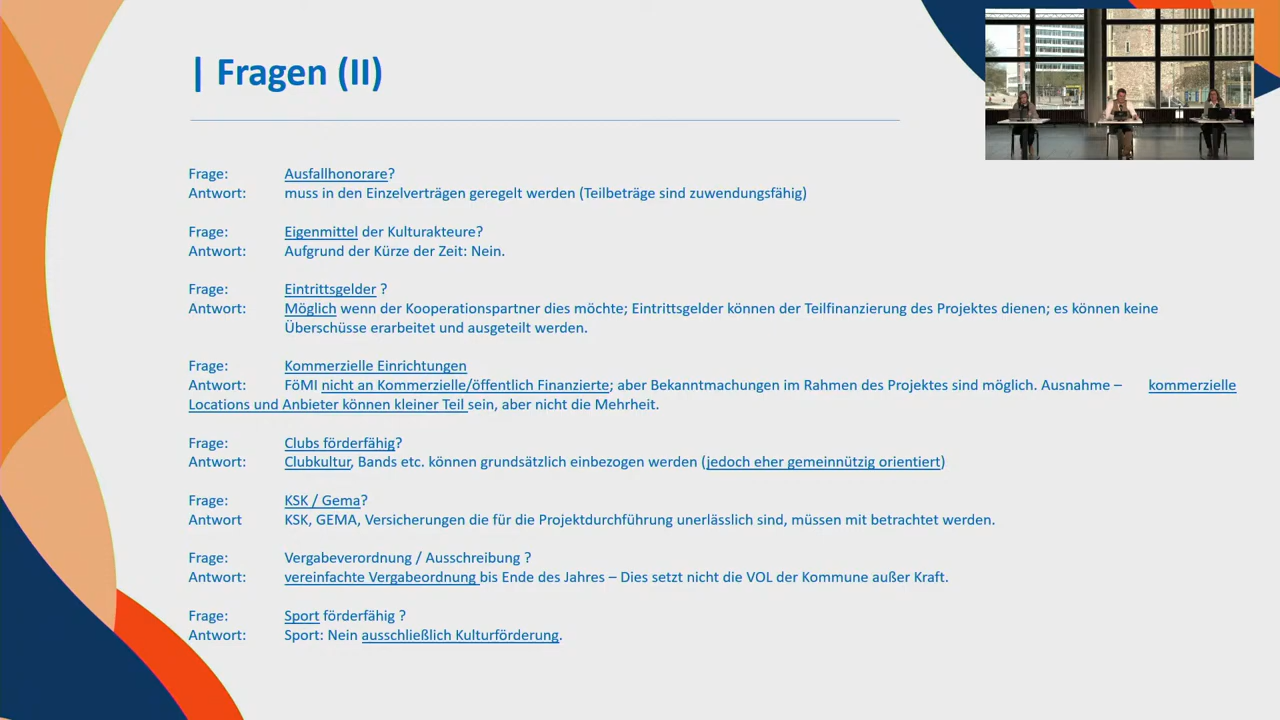 | Fragen (II)
Frage: Ausfallhonorare?
Antwort: muss in den Einzelverträgen geregelt werden (Teilbeträge sind zuwendungsfähig)
Frage: Eigenmittel der Kulturakteure?
Antwort: Aufgrund der Kürze der Zeit: Nein.
Frage: Eintrittsgelder ?
Antwort: Möglich wenn der Kooperationspartner dies möchte; Eintrittsgelder können der Teilfinanzierung des Projektes dienen; es können keine
Überschüsse erarbeitet und ausgeteilt werden.
Frage: Kommerzielle Einrichtungen
Antwort: FöMI nicht an Kommerzielle/öffentlich Finanzierte; aber Bekanntmachungen im Rahmen des Projektes sind möglich. Ausnahme – kommerzielle
Locations und Anbieter können kleiner Teil sein, aber nicht die Mehrheit.
Frage: Clubs förderfähig?
Antwort: Clubkultur, Bands etc. können grundsätzlich einbezogen werden (jedoch eher gemeinnützig orientiert)
Frage: KSK / Gema?
Antwort KSK, GEMA, Versicherungen die für die Projektdurchführung unerlässlich sind, müssen mit betrachtet werden.
Frage: Vergabeverordnung / Ausschreibung ?
Antwort: vereinfachte Vergabeordnung bis Ende des Jahres – Dies setzt nicht die VOL der Kommune außer Kraft.
Frage: Sport förderfähig ?
Antwort: Sport: Nein ausschließlich Kulturförderung.